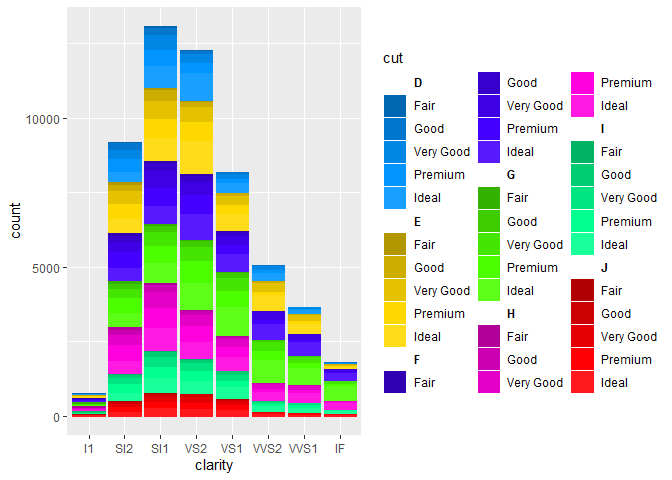 cut
D
Fair
Good
Very Good
Premium
Ideal
E
Fair
Good
Very Good
Premium
Ideal
F
Fair
Good
Very Good
Premium
Ideal
G
Fair
Good
Very Good
Premium
Ideal
H
Fair
Good
Very Good
Premium
Ideal
I
Fair
Good
Very Good
Premium
Ideal
J
Fair
Good
Very Good
Premium
Ideal
count
10000
5000
0
I1 SI2 SI1 VS2 VS1 VVS2 VVS1 IF
clarity